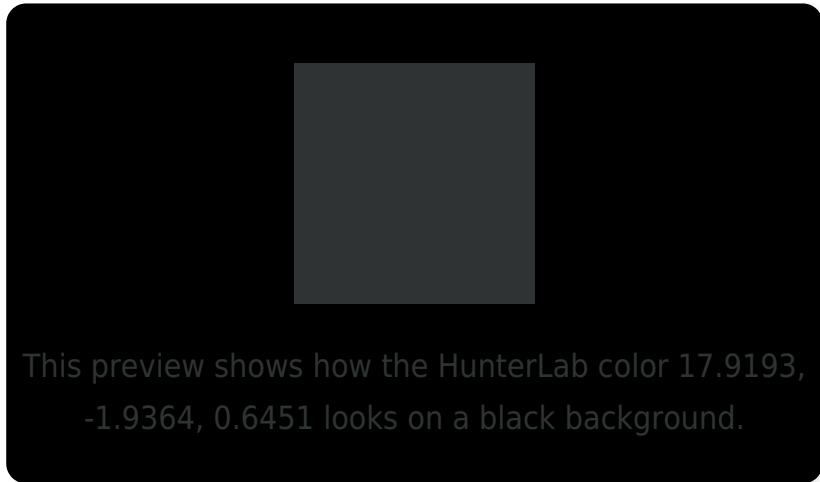 This preview shows how the HunterLab color 17.9193,
-1.9364, 0.6451 looks on a black background.